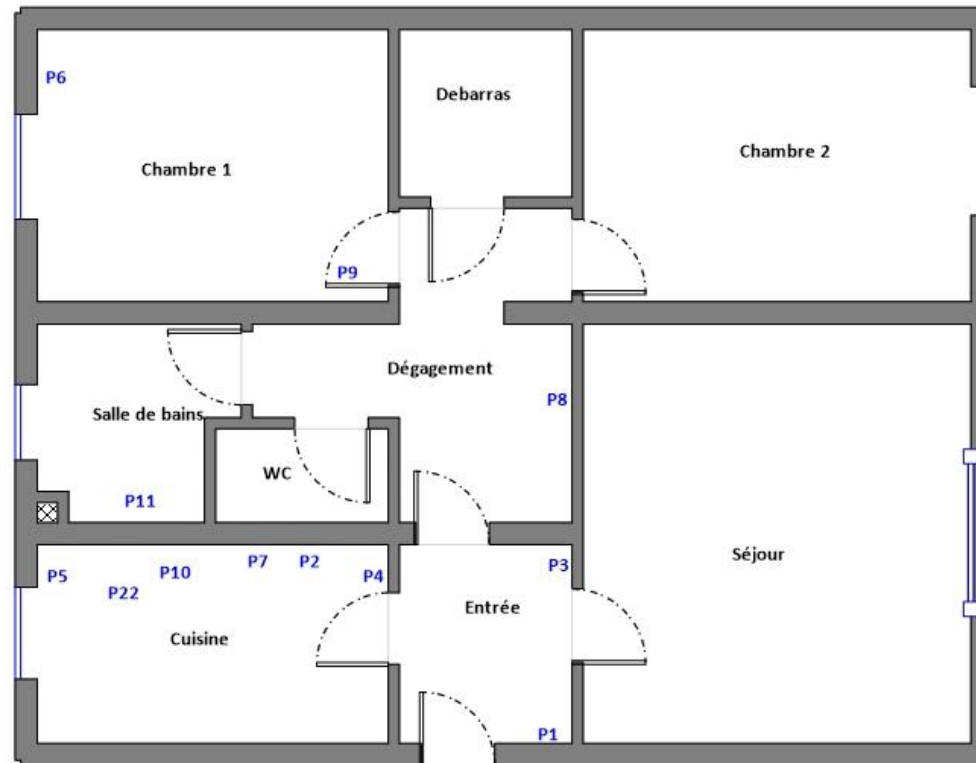 P6
Debarras
Chambre 1
Chambre 2
P9
Dégagement
P8
Salle de bains
WC
P11
P5
P22
P10
P7
P2
P4
P3
Séjour
Entrée
Cuisine
P1